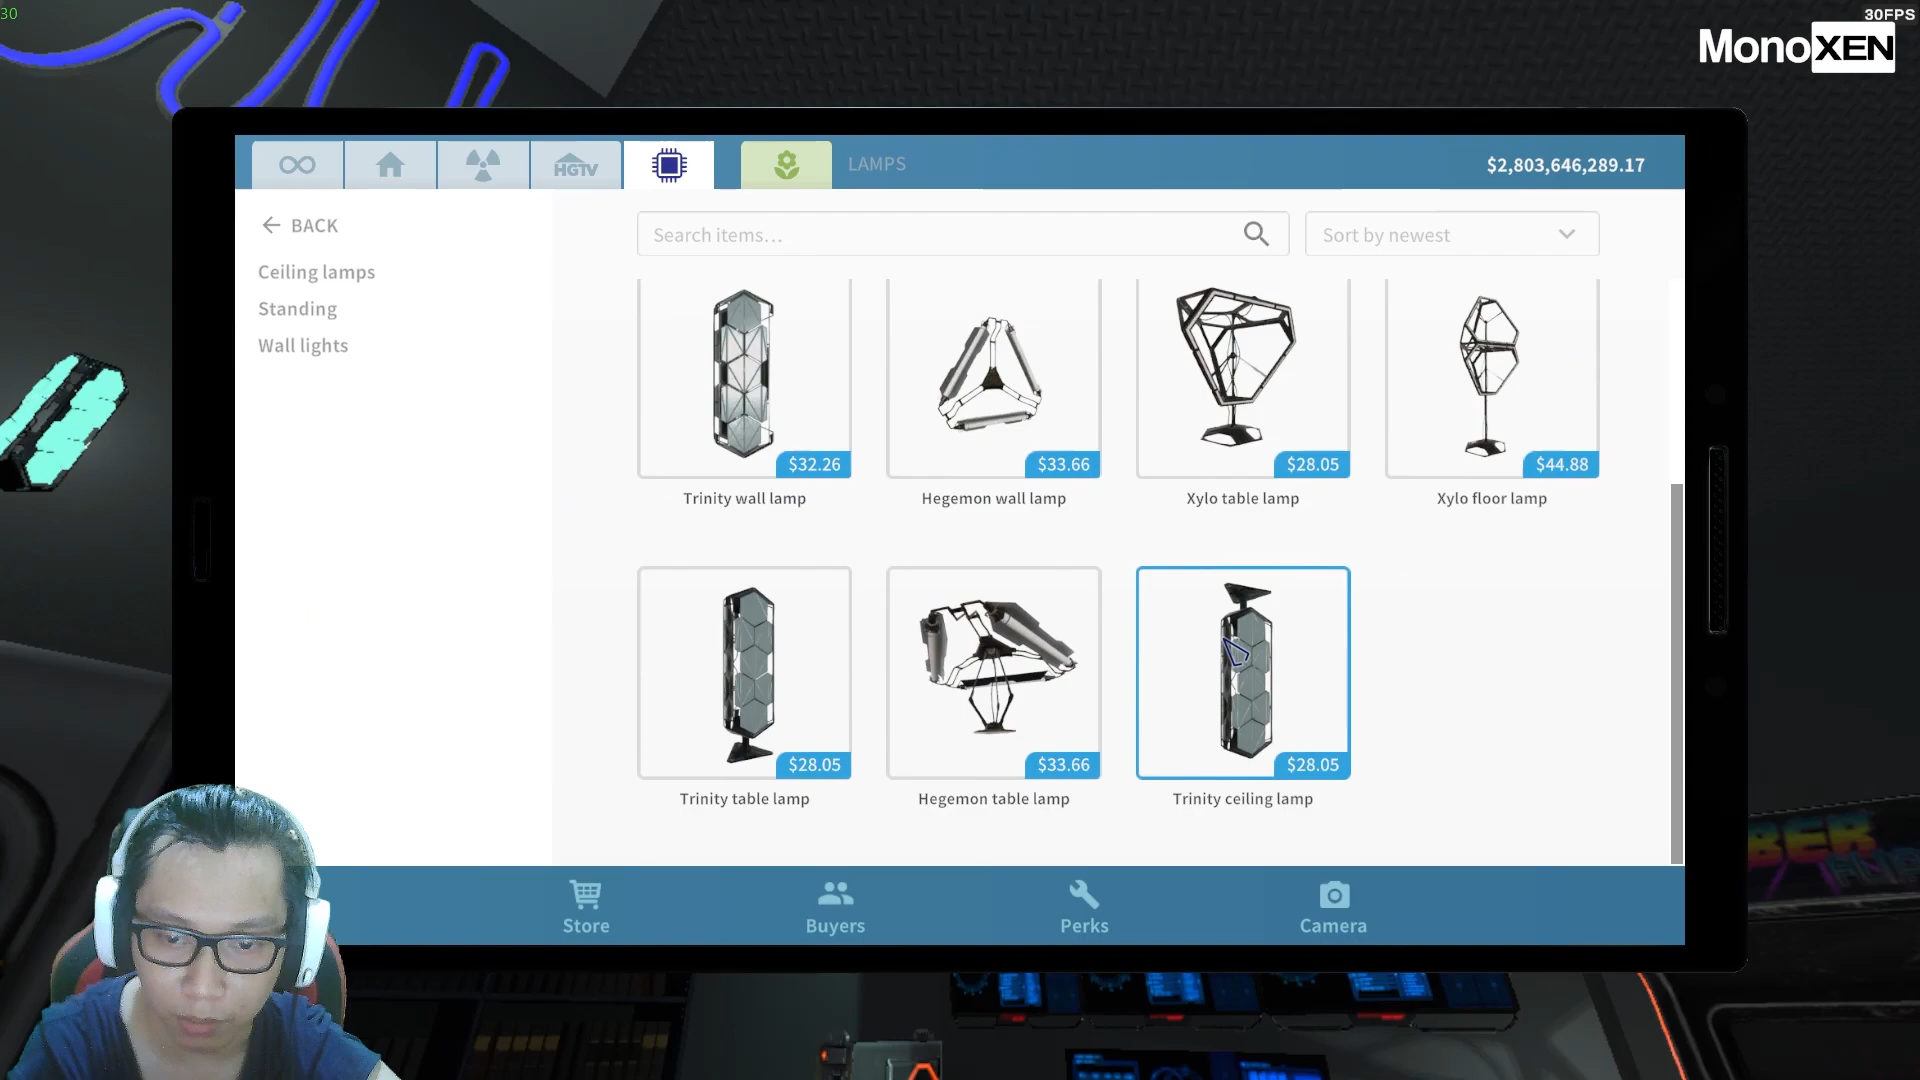 30
30FPS
MonoXEN
HGTV
LAMPS
$2,803,646,289.17
BACK
Search items...
Sort by newest
Ceiling lamps
Standing
Wall lights
$32.26
$33.66
$28.05
$44.88
Trinity wall lamp
Hegemon wall lamp
Xylo table lamp
Xylo floor lamp
$28.05
$33.66
$28.05
Trinity table lamp
Hegemon table lamp
Trinity ceiling lamp
Store
Buyers
Perks
Camera